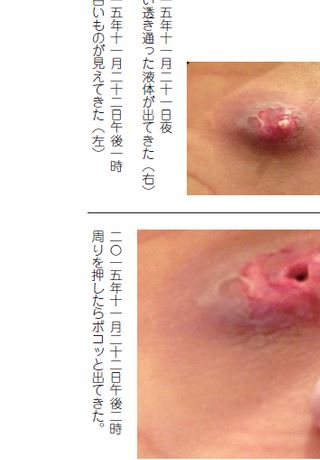 五年十一月二十一日夜
い透き通った液体が出てきた（右）
五年十一月二十二日午後一時
白いものが見えてきた（左）
二〇一五年十一月二十二日午後二時
周りを押したらポコッと出てきた。